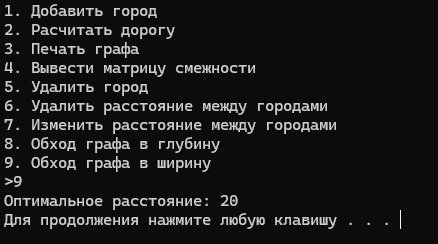 1. Добавить город
2. Расчитать дорогу
3. Печать графа
4. Вывести матрицу смежности
5. Удалить город
6. Удалить расстояние между городами
7. Изменить расстояние между городами
8. Обход графа в глубину
9. Обход графа в ширину
>9
Оптимальное расстояние: 20
Для продолжения нажмите любую клавишу . . .